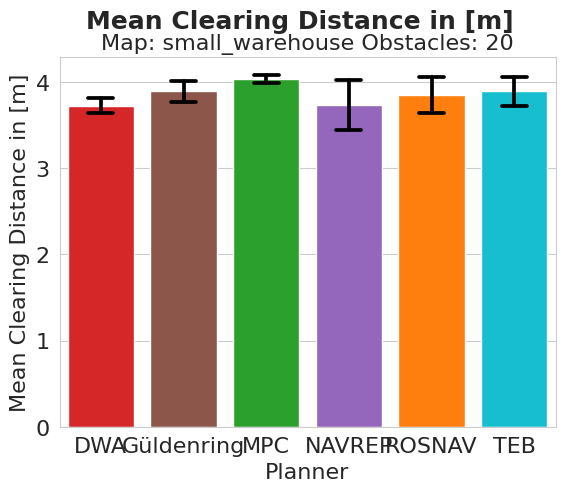 Mean Clearing Distance in [m]
Map: small_warehouse Obstacles: 20
Mean Clearing Distance in [m]
4
3
2
1
0
DWA Güldenring MPC NAVREP ROSNAV TEB
Planner